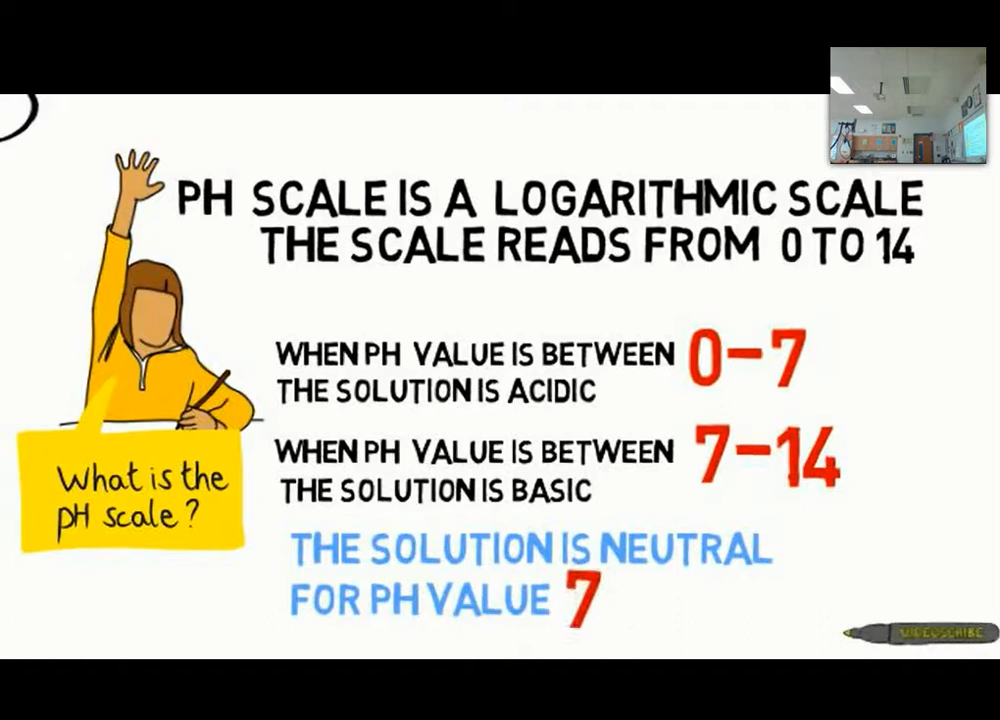 PH SCALE IS A LOGARITHMIC SCALE
THE SCALE READS FROM 0 TO 14
WHEN PH VALUE IS BETWEEN 0-7
THE SOLUTION IS ACIDIC
WHEN PH VALUE IS BETWEEN 7-14
THE SOLUTION IS BASIC
What is the
pH scale?
THE SOLUTION IS NEUTRAL
FOR PH VALUE 7
VIDEOSCRIBE